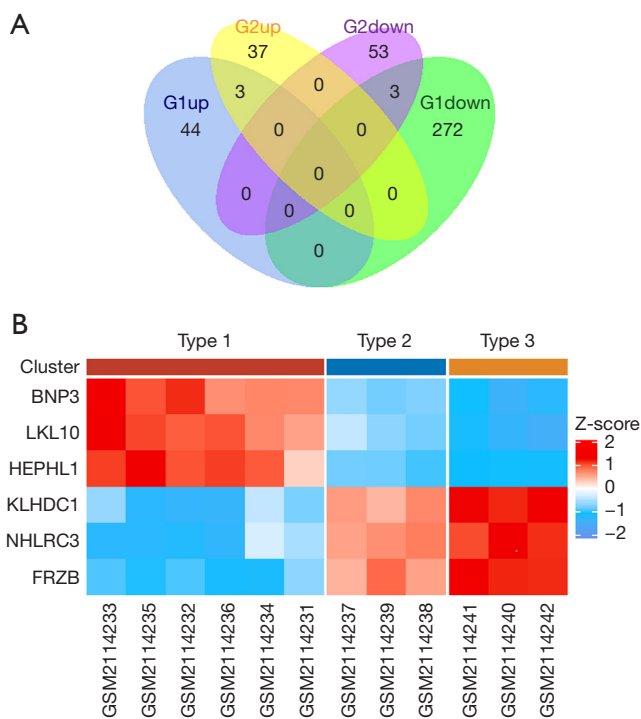 A
G2up
G2down
37
53
0
3
3
G1up
G1down
44
272
0
0
0
0
0
0
0
0
B
Type 1
Type 2
Type 3
Cluster
BNP3
LKL10
HEPHL1
KLHDC1
NHLRC3
FRZB
Z-score
2
1
0
−1
−2
GSM2114233
GSM2114235
GSM2114232
GSM2114236
GSM2114234
GSM2114231
GSM2114237
GSM2114239
GSM2114238
GSM2114241
GSM2114240
GSM2114242